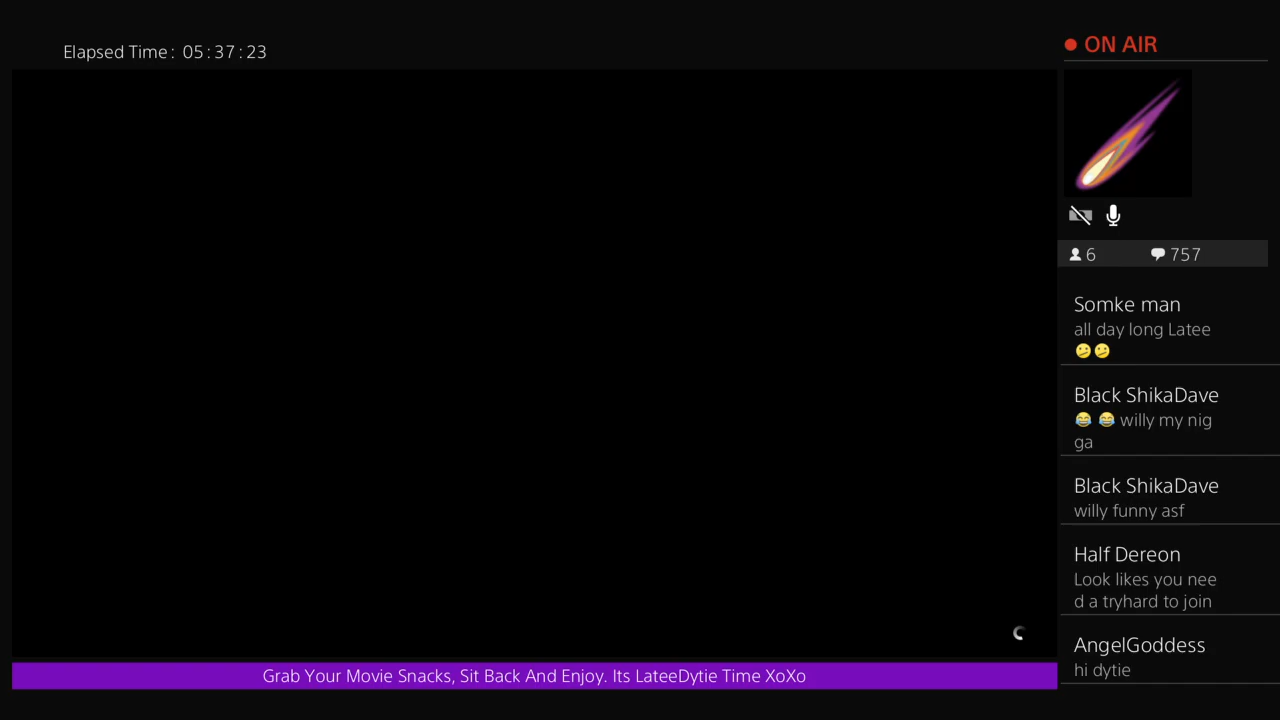 Elapsed Time: 05:37:23
ON AIR
6 757
Somke man
all day long Latee
🫤🫤
Black ShikaDave
😂 😂 willy my nig
ga
Black ShikaDave
willy funny asf
Half Dereon
Look likes you nee
d a tryhard to join
AngelGoddess
hi dytie
Grab Your Movie Snacks, Sit Back And Enjoy. Its LateeDytie Time XoXo